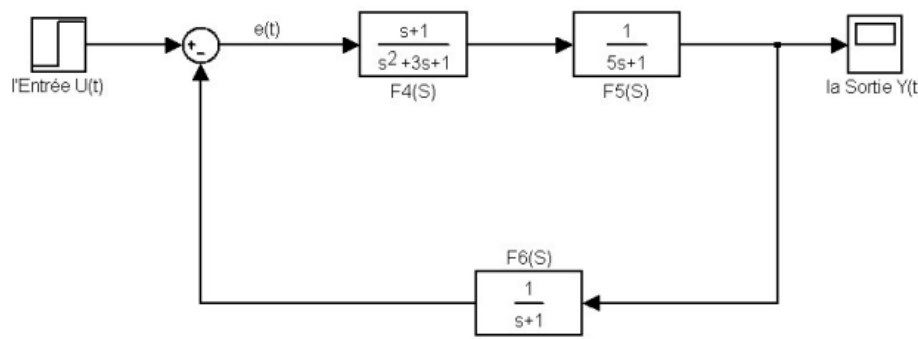 e(t)
+
-
s+1
s²+3s+1
1
5s+1
l'Entrée U(t)
F4(S)
F5(S)
la Sortie Y(t
F6(S)
1
s+1